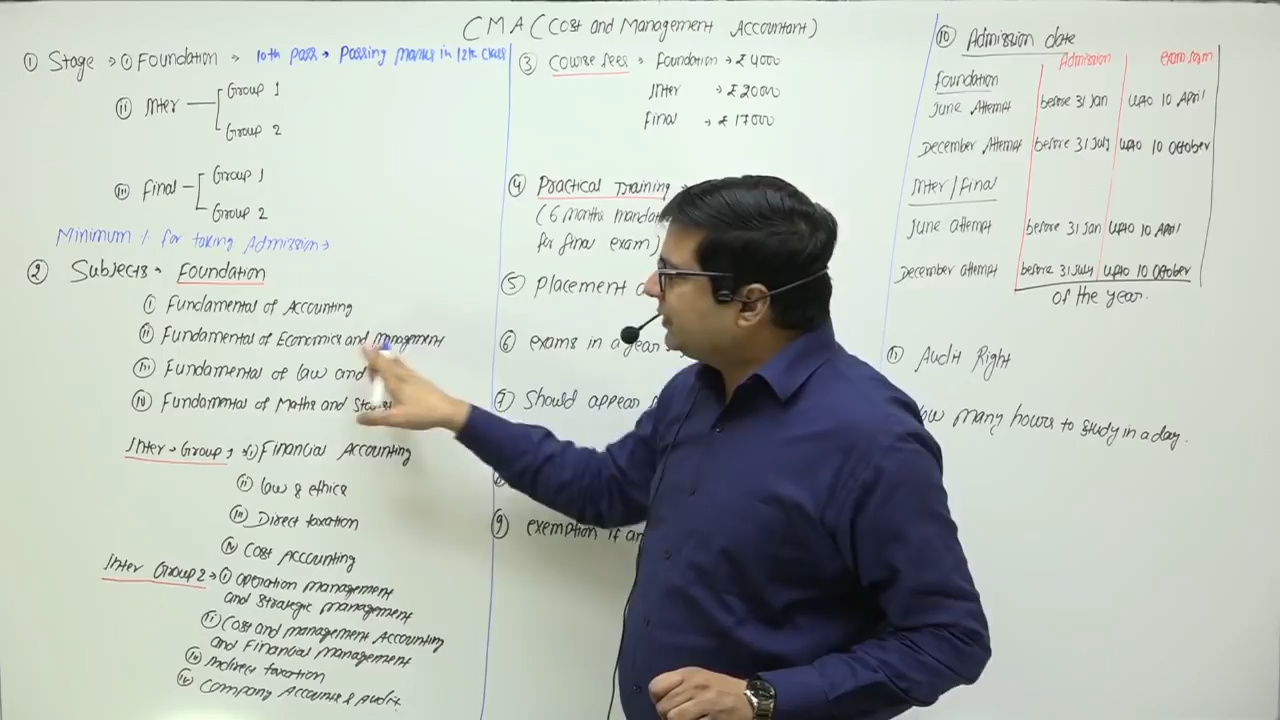 CMA (Cost and Management Accountant)
① Stage → ① Foundation → 10th pass → Passing marks in 12th class
ⓘⓘ Inter Group 1
Group 2
ⓘⓘⓘ Final Group 1
Group 2
Minimum % for taking Admission →
② Subjects → Foundation
ⓘ Fundamental of Accounting
ⓘⓘ Fundamental of Economics and Management
ⓘⓘⓘ Fundamental of law and
ⓘⓥ Fundamental of Maths and
Inter → Group 1 → ⓘ Financial Accounting
ⓘⓘ law & ethics
ⓘⓘⓘ Direct taxation
ⓘⓥ Cost Accounting
Inter Group 2 → ⓘ operation management
and strategic management
ⓘⓘ Cost and management Accounting
and Financial management
ⓘⓥ Indirect taxation
ⓘⓥ Company Accounts & Audit
③ Course fees → Foundation → ₹ 4000
Inter → ₹ 20000
Final → ₹ 17000
④ Practical Training
(6 months
for final exam)
⑤ Placement
⑥ exams in a year
⑦ Should appear
⑨ exemption if
⑩ Admission date
Admission exam form
Foundation
June Attempt before 31 Jan upto 10 April
December Attempt before 31 July upto 10 October
Inter/Final
June attempt before 31 Jan upto 10 April
December attempt before 31 July upto 10 October
of the year.
⑪ Audit Right
many hours to study in a day.